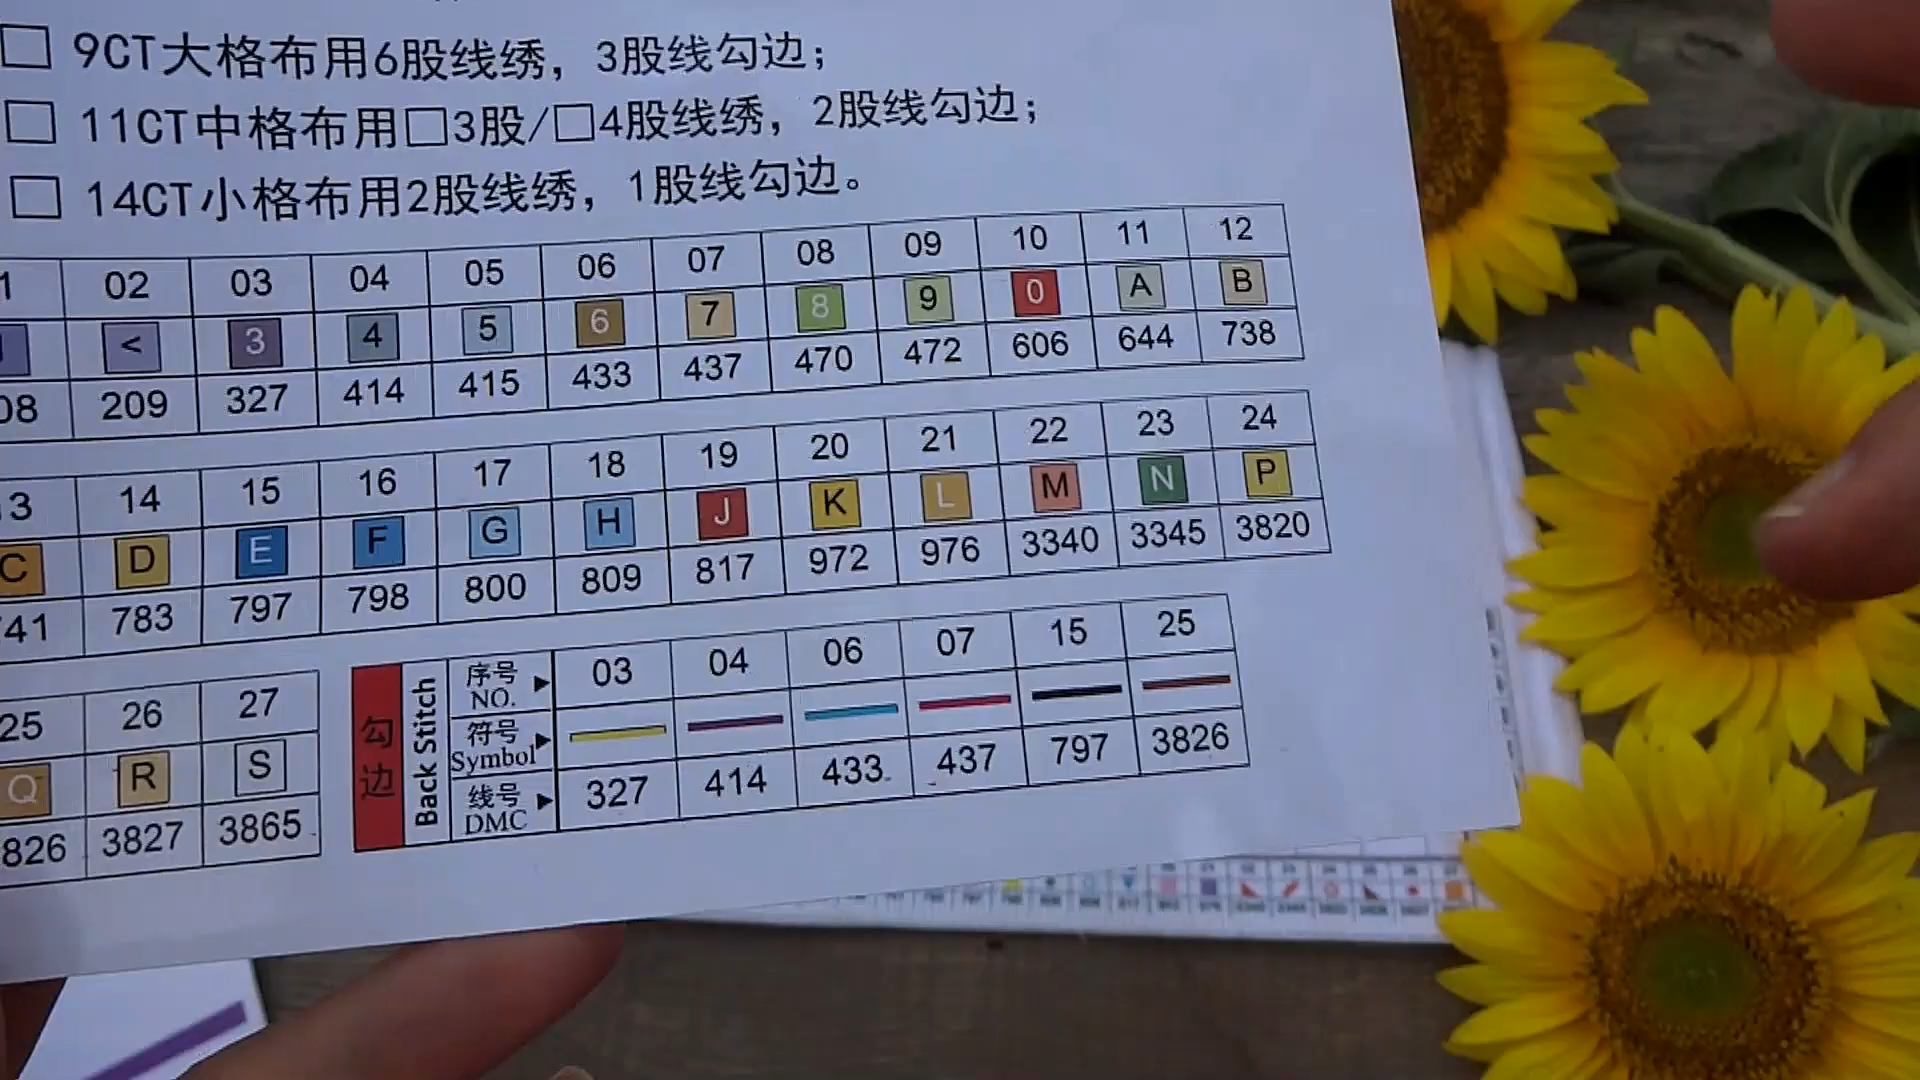 9CT大格布用6股线绣，3股线勾边；
11CT中格布用□3股/□4股线绣，2股线勾边；
14CT小格布用2股线绣，1股线勾边。
02 03 04 05 06 07 08 09 10 11 12
< 3 4 5 6 7 8 9 0 A B
209 327 414 415 433 437 470 472 606 644 738
14 15 16 17 18 19 20 21 22 23 24
C D E F G H J K L M N P
783 797 798 800 809 817 972 976 3340 3345 3820
25 26 27
Q R S
3827 3865
勾边
Back Stitch
序号 NO. 03 04 06 07 15 25
符号 Symbol
线号 DMC 327 414 433 437 797 3826